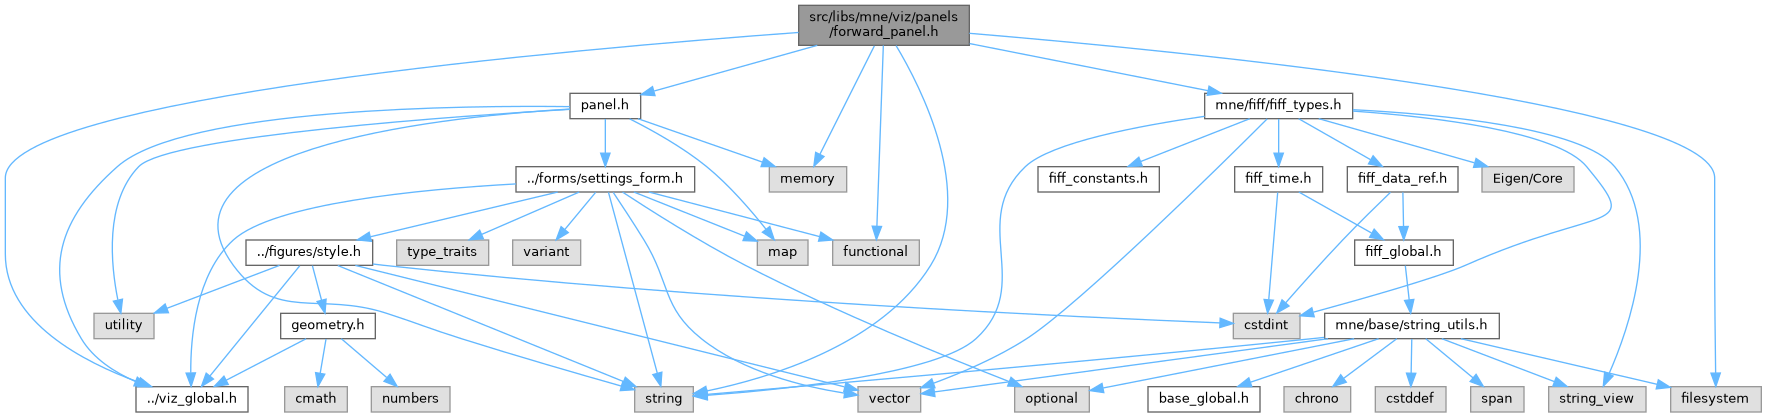 src/libs/mne/viz/panels
/forward_panel.h
panel.h
mne/fiff/fiff_types.h
../forms/settings_form.h
memory
fiff_constants.h
fiff_time.h
fiff_data_ref.h
Eigen/Core
../figures/style.h
type_traits
variant
map
functional
fiff_global.h
utility
geometry.h
cstdint
mne/base/string_utils.h
../viz_global.h
cmath
numbers
string
vector
optional
base_global.h
chrono
cstddef
span
string_view
filesystem